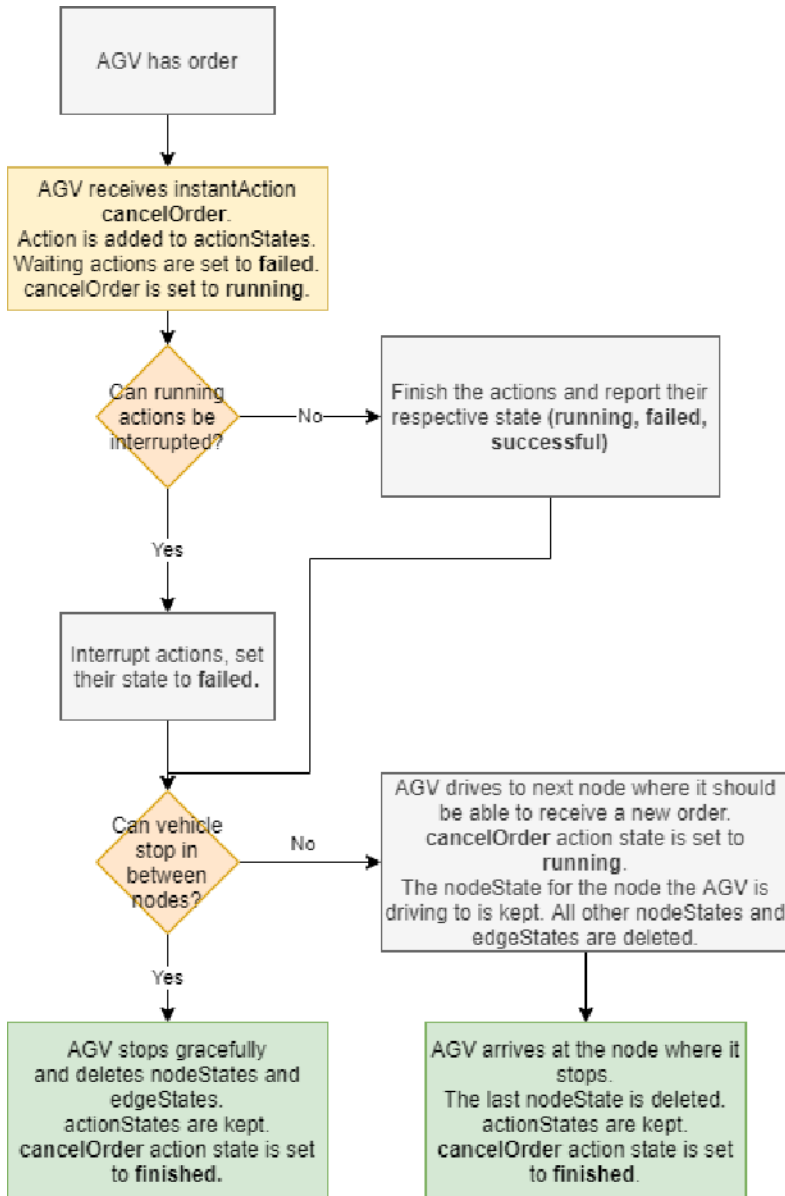 AGV has order
AGV receives instantAction
cancelOrder.
Action is added to actionStates.
Waiting actions are set to failed.
cancelOrder is set to running.
Can running
actions be
interrupted?
No
Finish the actions and report their
respective state (running, failed,
successful)
Yes
Interrupt actions, set
their state to failed.
Can vehicle
stop in
between
nodes?
No
AGV drives to next node where it should
be able to receive a new order.
cancelOrder action state is set to
running.
The nodeState for the node the AGV is
driving to is kept. All other nodeStates and
edgeStates are deleted.
Yes
AGV stops gracefully
and deletes nodeStates and
edgeStates.
actionStates are kept.
cancelOrder action state is set
to finished.
AGV arrives at the node where it
stops.
The last nodeState is deleted.
actionStates are kept.
cancelOrder action state is set
to finished.